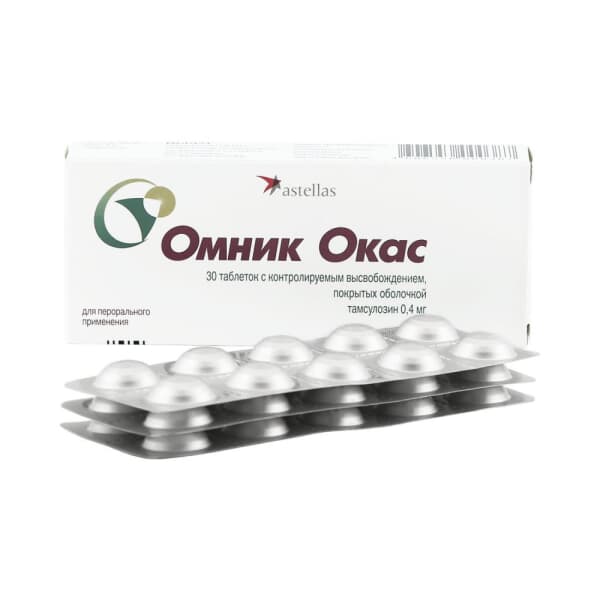 astellas
Омник Окас
30 таблеток с контролируемым высвобождением,
покрытых оболочкой
тамсулозин 0,4 мг
для перорального
применения